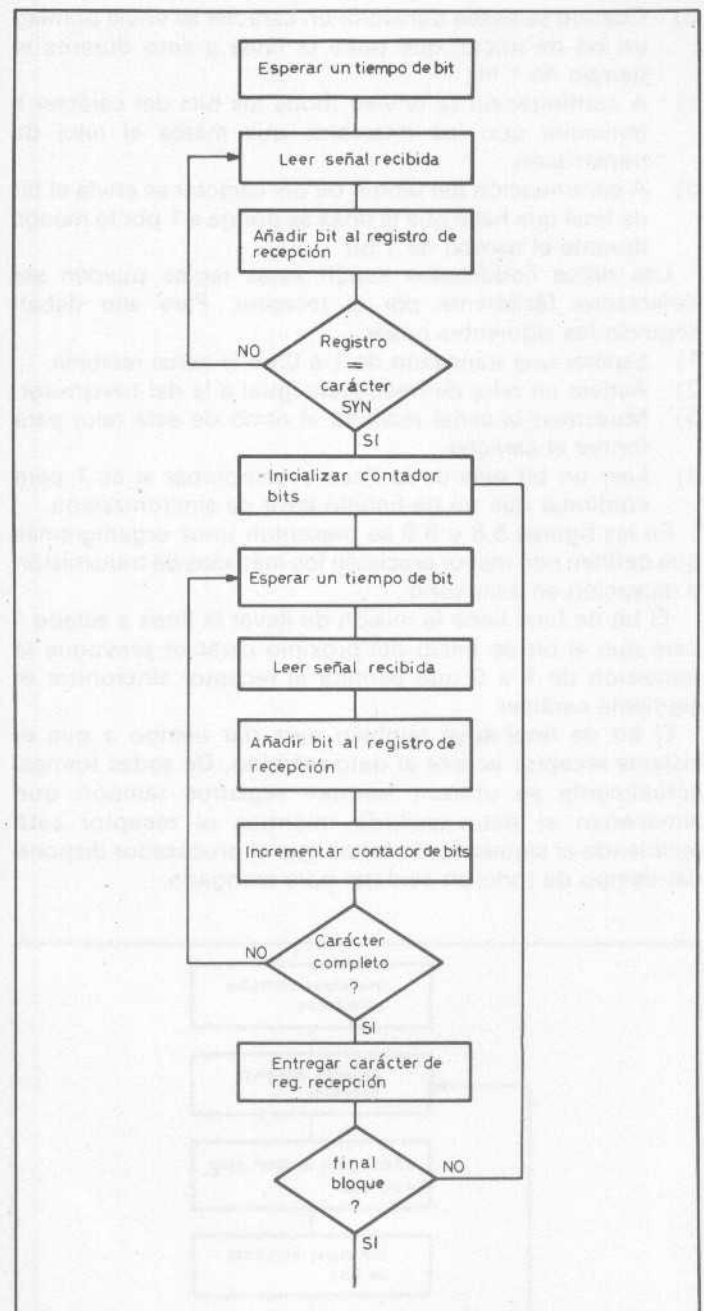 Esperar un tiempo de bit
Leer señal recibida
Añadir bit al registro de
recepción
Registro
=
carácter
SYN
NO
SI
Inicializar contador
bits
Esperar un tiempo de bit
Leer señal recibida
Añadir bit al registro de
recepción
Incrementar contador de bits
Carácter
completo
?
NO
SI
Entregar carácter de
reg. recepción
final
bloque
?
NO
SI